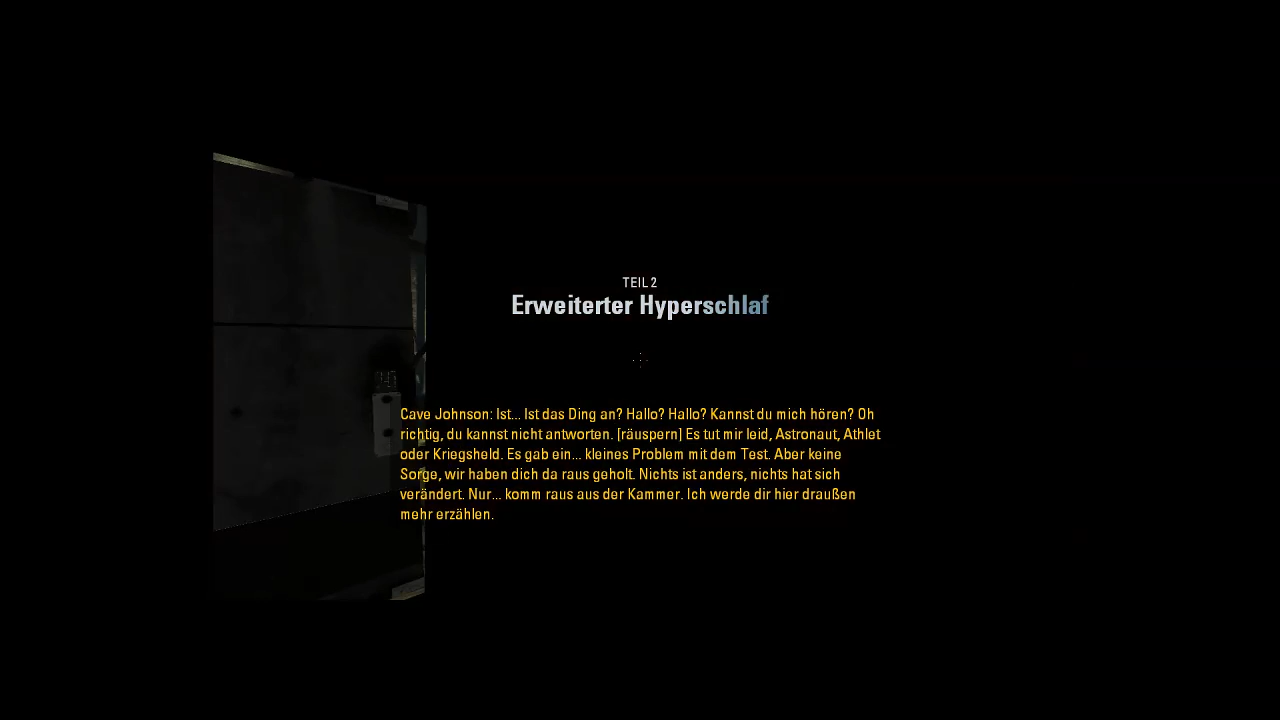 TEIL 2
Erweiterter Hyperschlaf
Cave Johnson: Ist... Ist das Ding an? Hallo? Hallo? Kannst du mich hören? Oh
richtig, du kannst nicht antworten. [räuspern] Es tut mir leid, Astronaut, Athlet
oder Kriegsheld. Es gab ein... kleines Problem mit dem Test. Aber keine
Sorge, wir haben dich da raus geholt. Nichts ist anders, nichts hat sich
verändert. Nur... komm raus aus der Kammer. Ich werde dir hier draußen
mehr erzählen.